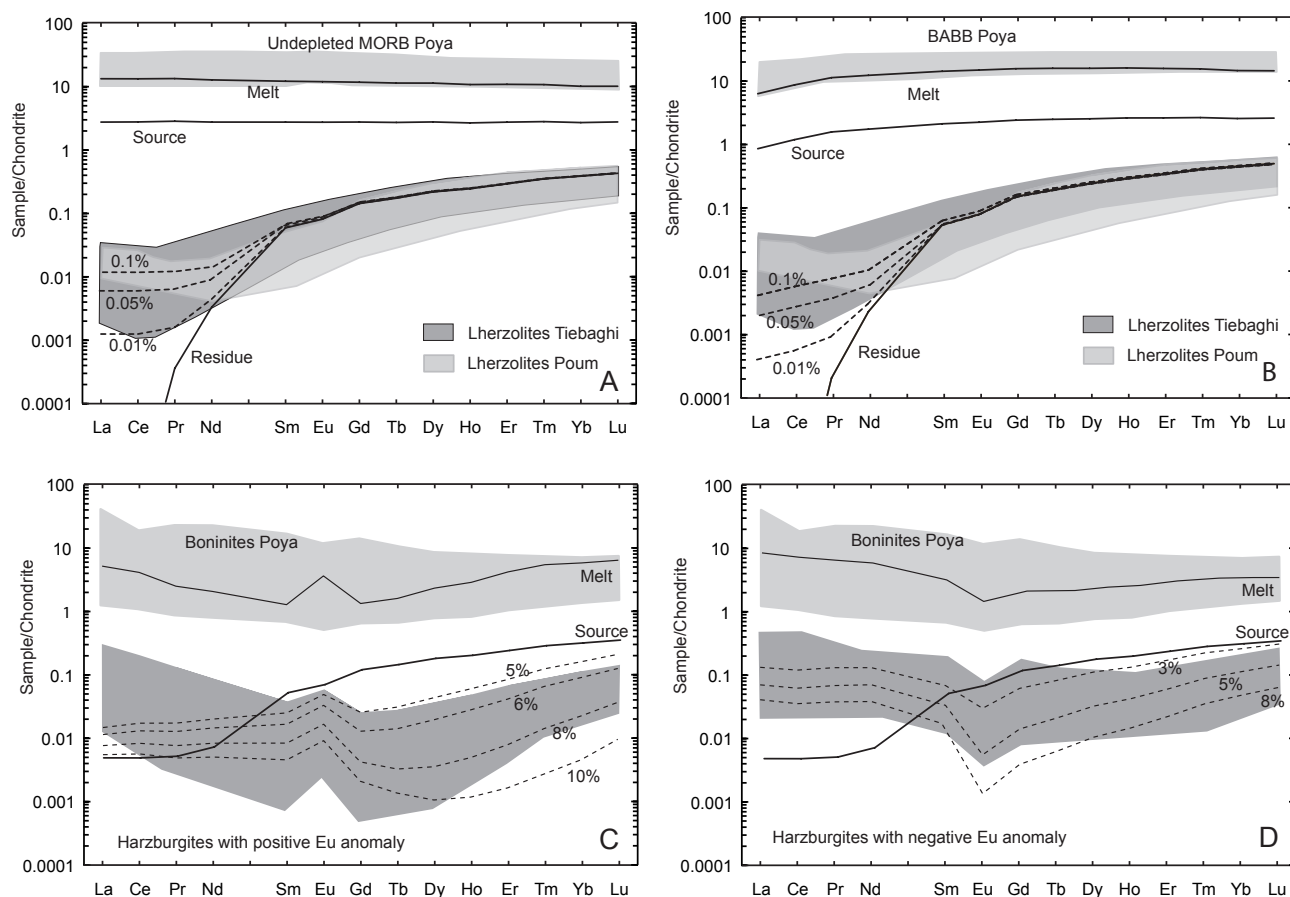 100
10
1
0.1
0.01
0.001
0.0001
Sample/Chondrite
Undepleted MORB Poya
Melt
Source
0.1%
0.05%
0.01%
Residue
Lherzolites Tiebaghi
Lherzolites Poum
A
La Ce Pr Nd Sm Eu Gd Tb Dy Ho Er Tm Yb Lu
100
10
1
0.1
0.01
0.001
0.0001
Sample/Chondrite
BABB Poya
Melt
Source
0.1%
0.05%
0.01%
Residue
Lherzolites Tiebaghi
Lherzolites Poum
B
La Ce Pr Nd Sm Eu Gd Tb Dy Ho Er Tm Yb Lu
100
10
1
0.1
0.01
0.001
0.0001
Sample/Chondrite
Boninites Poya
Melt
Source
5%
6%
8%
10%
Harzburgites with positive Eu anomaly
C
La Ce Pr Nd Sm Eu Gd Tb Dy Ho Er Tm Yb Lu
100
10
1
0.1
0.01
0.001
0.0001
Sample/Chondrite
Boninites Poya
Melt
Source
3%
5%
8%
Harzburgites with negative Eu anomaly
D
La Ce Pr Nd Sm Eu Gd Tb Dy Ho Er Tm Yb Lu